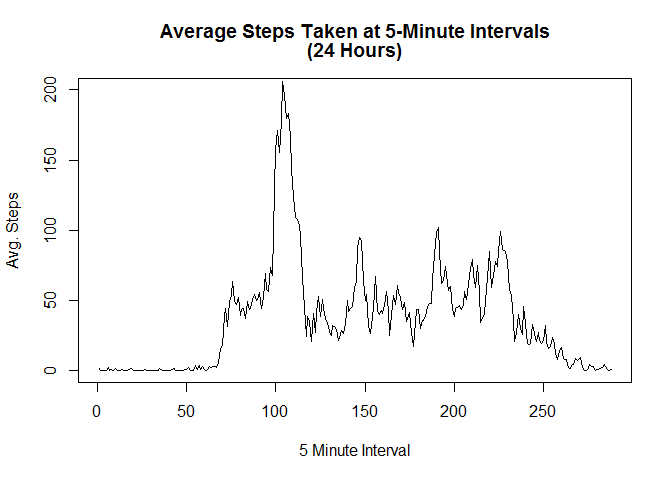 Average Steps Taken at 5-Minute Intervals
(24 Hours)
Avg. Steps
200
150
100
50
0
0 50 100 150 200 250
5 Minute Interval